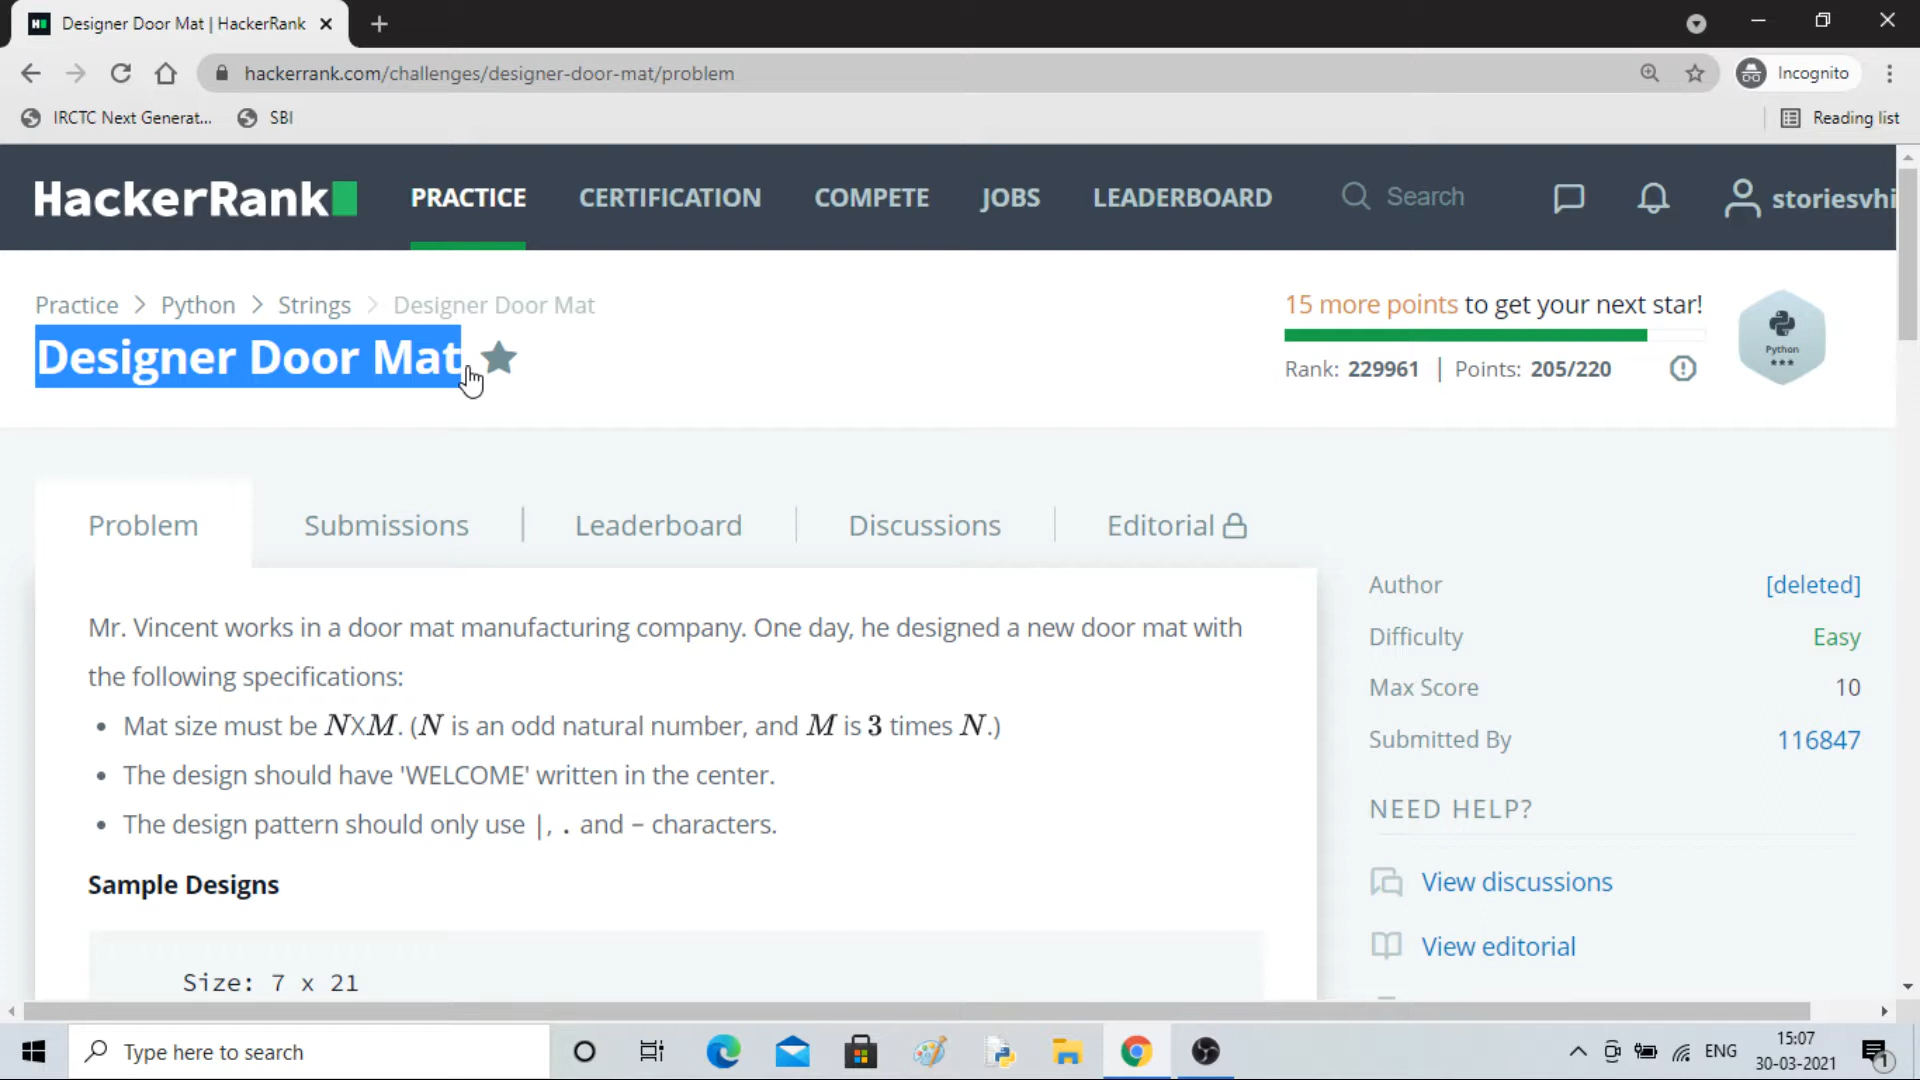 Designer Door Mat | HackerRank
hackerrank.com/challenges/designer-door-mat/problem
Incognito
IRCTC Next Generat...
SBI
Reading list
HackerRank
PRACTICE
CERTIFICATION
COMPETE
JOBS
LEADERBOARD
Search
storiesvhi
Practice > Python > Strings > Designer Door Mat
Designer Door Mat
15 more points to get your next star!
Rank: 229961 | Points: 205/220
Python
Problem
Submissions
Leaderboard
Discussions
Editorial
Mr. Vincent works in a door mat manufacturing company. One day, he designed a new door mat with
the following specifications:
• Mat size must be NXM. (N is an odd natural number, and M is 3 times N.)
• The design should have 'WELCOME' written in the center.
• The design pattern should only use |, . and - characters.
Sample Designs
Size: 7 x 21
Author [deleted]
Difficulty Easy
Max Score 10
Submitted By 116847
NEED HELP?
View discussions
View editorial
Type here to search
ENG
15:07
30-03-2021
1